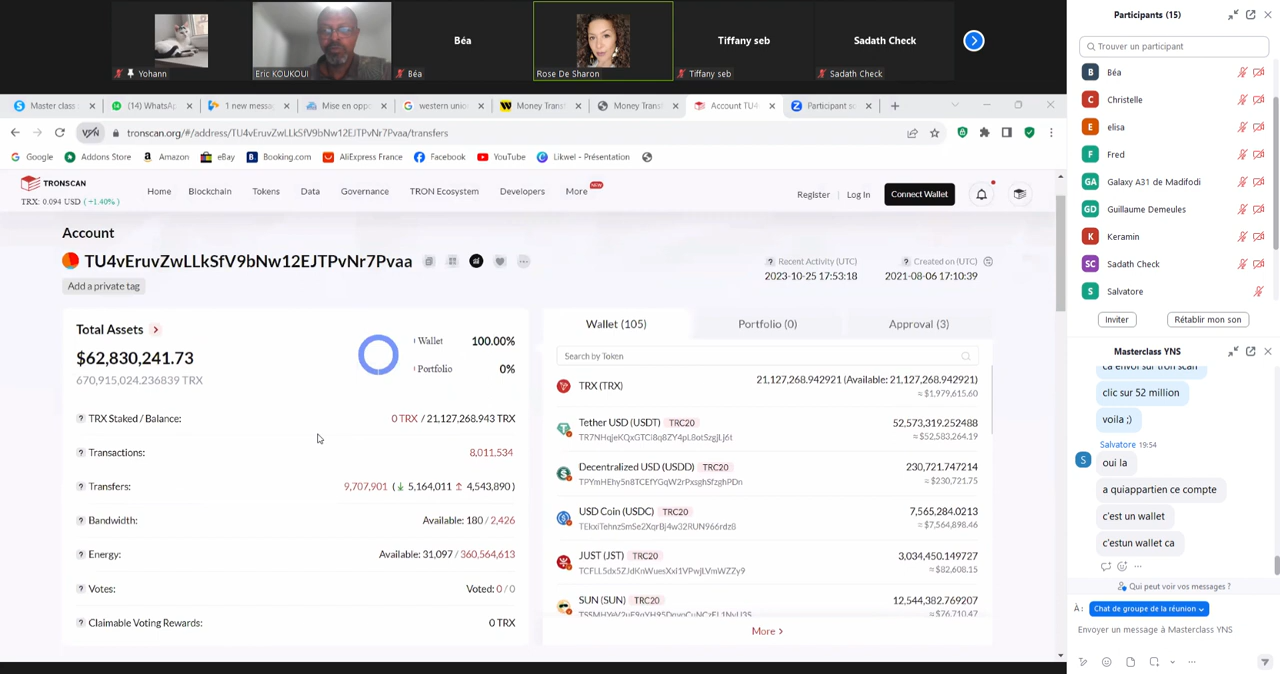 Béa
Tiffany seb
Sadath Check
Yohann
Eric KOUKOUI
Béa
Rose De Sharon
Tiffany seb
Sadath Check
Master class
(14) WhatsA
1 new messa
Mise en opp
western unio
Money Trans
Money Trans
Account TU4
Participant s
tronscan.org/#/address/TU4vEruvZwLLkSfV9bNw12EJTPvNr7Pvaa/transfers
Google
Addons Store
Amazon
eBay
Booking.com
AliExpress France
Facebook
YouTube
Likwel - Présentation
TRONSCAN
TRX: 0.094 USD (+1.40%)
Home
Blockchain
Tokens
Data
Governance
TRON Ecosystem
Developers
More
NEW
Register
Log In
Connect Wallet
Account
TU4vEruvZwLLkSfV9bNw12EJTPvNr7Pvaa
Add a private tag
Recent Activity (UTC)
2023-10-25 17:53:18
Created on (UTC)
2021-08-06 17:10:39
Total Assets
$62,830,241.73
670,915,024.236839 TRX
Wallet 100.00%
Portfolio 0%
TRX Staked / Balance: 0 TRX / 21,127,268.943 TRX
Transactions: 8,011,534
Transfers: 9,707,901 ( ↓ 5,164,011 ↑ 4,543,890 )
Bandwidth: Available: 180 / 2,426
Energy: Available: 31,097 / 360,564,613
Votes: Voted: 0 / 0
Claimable Voting Rewards: 0 TRX
Wallet (105)
Portfolio (0)
Approval (3)
Search by Token
TRX (TRX) 21,127,268.942921 (Available: 21,127,268.942921)
≈ $1,979,615.60
Tether USD (USDT) TRC20 52,573,319.252488
TR7NHqjeKQxGTCi8q8ZY4pL8otSzgjLj6t ≈ $52,583,264.19
Decentralized USD (USDD) TRC20 230,721.747214
TPYmHEhy5n8TCEfYGqW2rPxsghSfzghPDn ≈ $230,721.75
USD Coin (USDC) TRC20 7,565,284.0213
TEkxiTehnzSmSe2XqrBj4w32RUN966rdz8 ≈ $7,564,898.46
JUST (JST) TRC20 3,034,450.149727
TCFLL5dx5ZJdKnWuesXxi1VPwjLVmWZZy9 ≈ $82,608.15
SUN (SUN) TRC20 12,544,382.769207
≈ $76,710.47
More
Participants (15)
Trouver un participant
B Béa
C Christelle
E elisa
F Fred
GA Galaxy A31 de Madifodi
GD Guillaume Demeules
K Keramin
SC Sadath Check
S Salvatore
Inviter
Rétablir mon son
Masterclass YNS
ca envoi sur tron scan
clic sur 52 million
voila ;)
Salvatore 19:54
S
oui la
a quiappartien ce compte
c'est un wallet
c'estun wallet ca
Qui peut voir vos messages ?
À : Chat de groupe de la réunion
Envoyer un message à Masterclass YNS